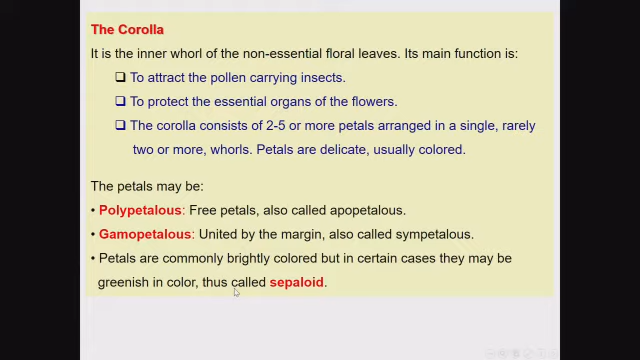 The Corolla
It is the inner whorl of the non-essential floral leaves. Its main function is:
❑ To attract the pollen carrying insects.
❑ To protect the essential organs of the flowers.
❑ The corolla consists of 2-5 or more petals arranged in a single, rarely
two or more, whorls. Petals are delicate, usually colored.
The petals may be:
• Polypetalous: Free petals, also called apopetalous.
• Gamopetalous: United by the margin, also called sympetalous.
• Petals are commonly brightly colored but in certain cases they may be
greenish in color, thus called sepaloid.